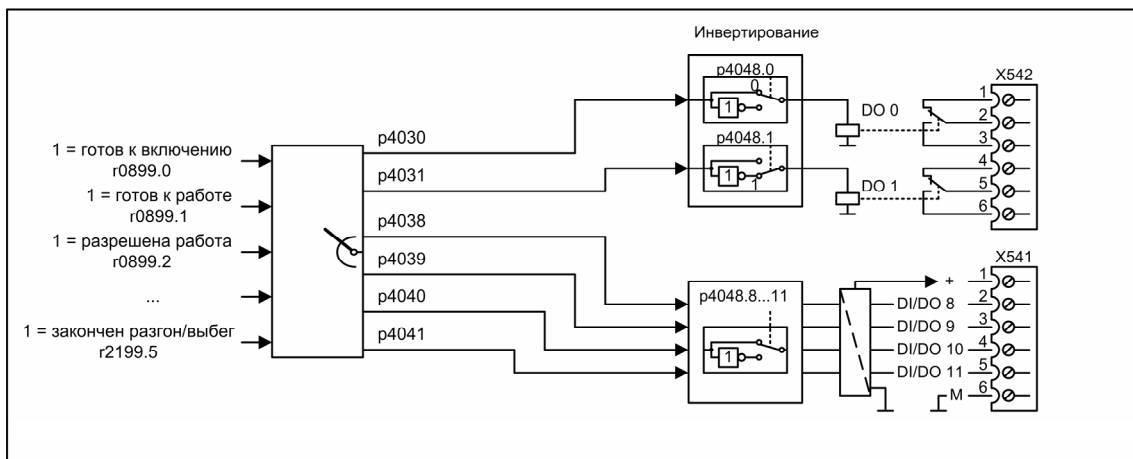 Инвертирование
p4048.0
0
1
p4048.1
1
1
DO 0
DO 1
X542
1
2
3
4
5
6
1 = готов к включению
r0899.0
1 = готов к работе
r0899.1
1 = разрешена работа
r0899.2
...
1 = закончен разгон/выбег
r2199.5
p4030
p4031
p4038
p4039
p4040
p4041
p4048.8...11
1
X541
+ 1
DI/DO 8 2
DI/DO 9 3
DI/DO 10 4
DI/DO 11 5
M 6